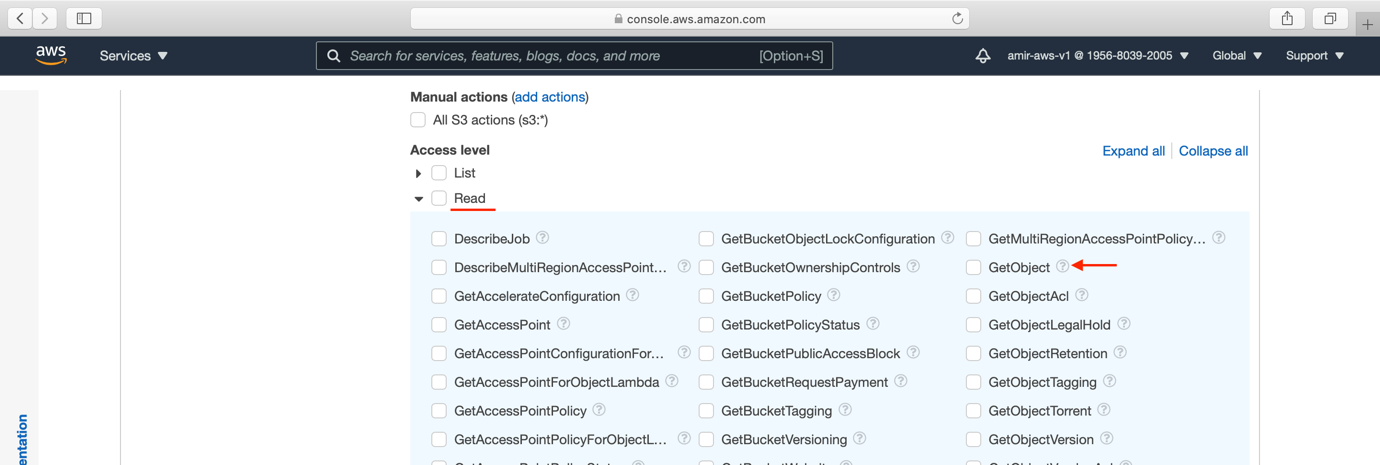 console.aws.amazon.com
aws Services Search for services, features, blogs, docs, and more [Option+S] amir-aws-v1 @ 1956-8039-2005 Global Support
Manual actions (add actions)
All S3 actions (s3:*)
Access level Expand all Collapse all
List
Read
DescribeJob GetBucketObjectLockConfiguration GetMultiRegionAccessPointPolicy...
DescribeMultiRegionAccessPoint... GetBucketOwnershipControls GetObject
GetAccelerateConfiguration GetBucketPolicy GetObjectAcl
GetAccessPoint GetBucketPolicyStatus GetObjectLegalHold
GetAccessPointConfigurationFor... GetBucketPublicAccessBlock GetObjectRetention
GetAccessPointForObjectLambda GetBucketRequestPayment GetObjectTagging
GetAccessPointPolicy GetBucketTagging GetObjectTorrent
GetAccessPointPolicyForObjectL... GetBucketVersioning GetObjectVersion
entation